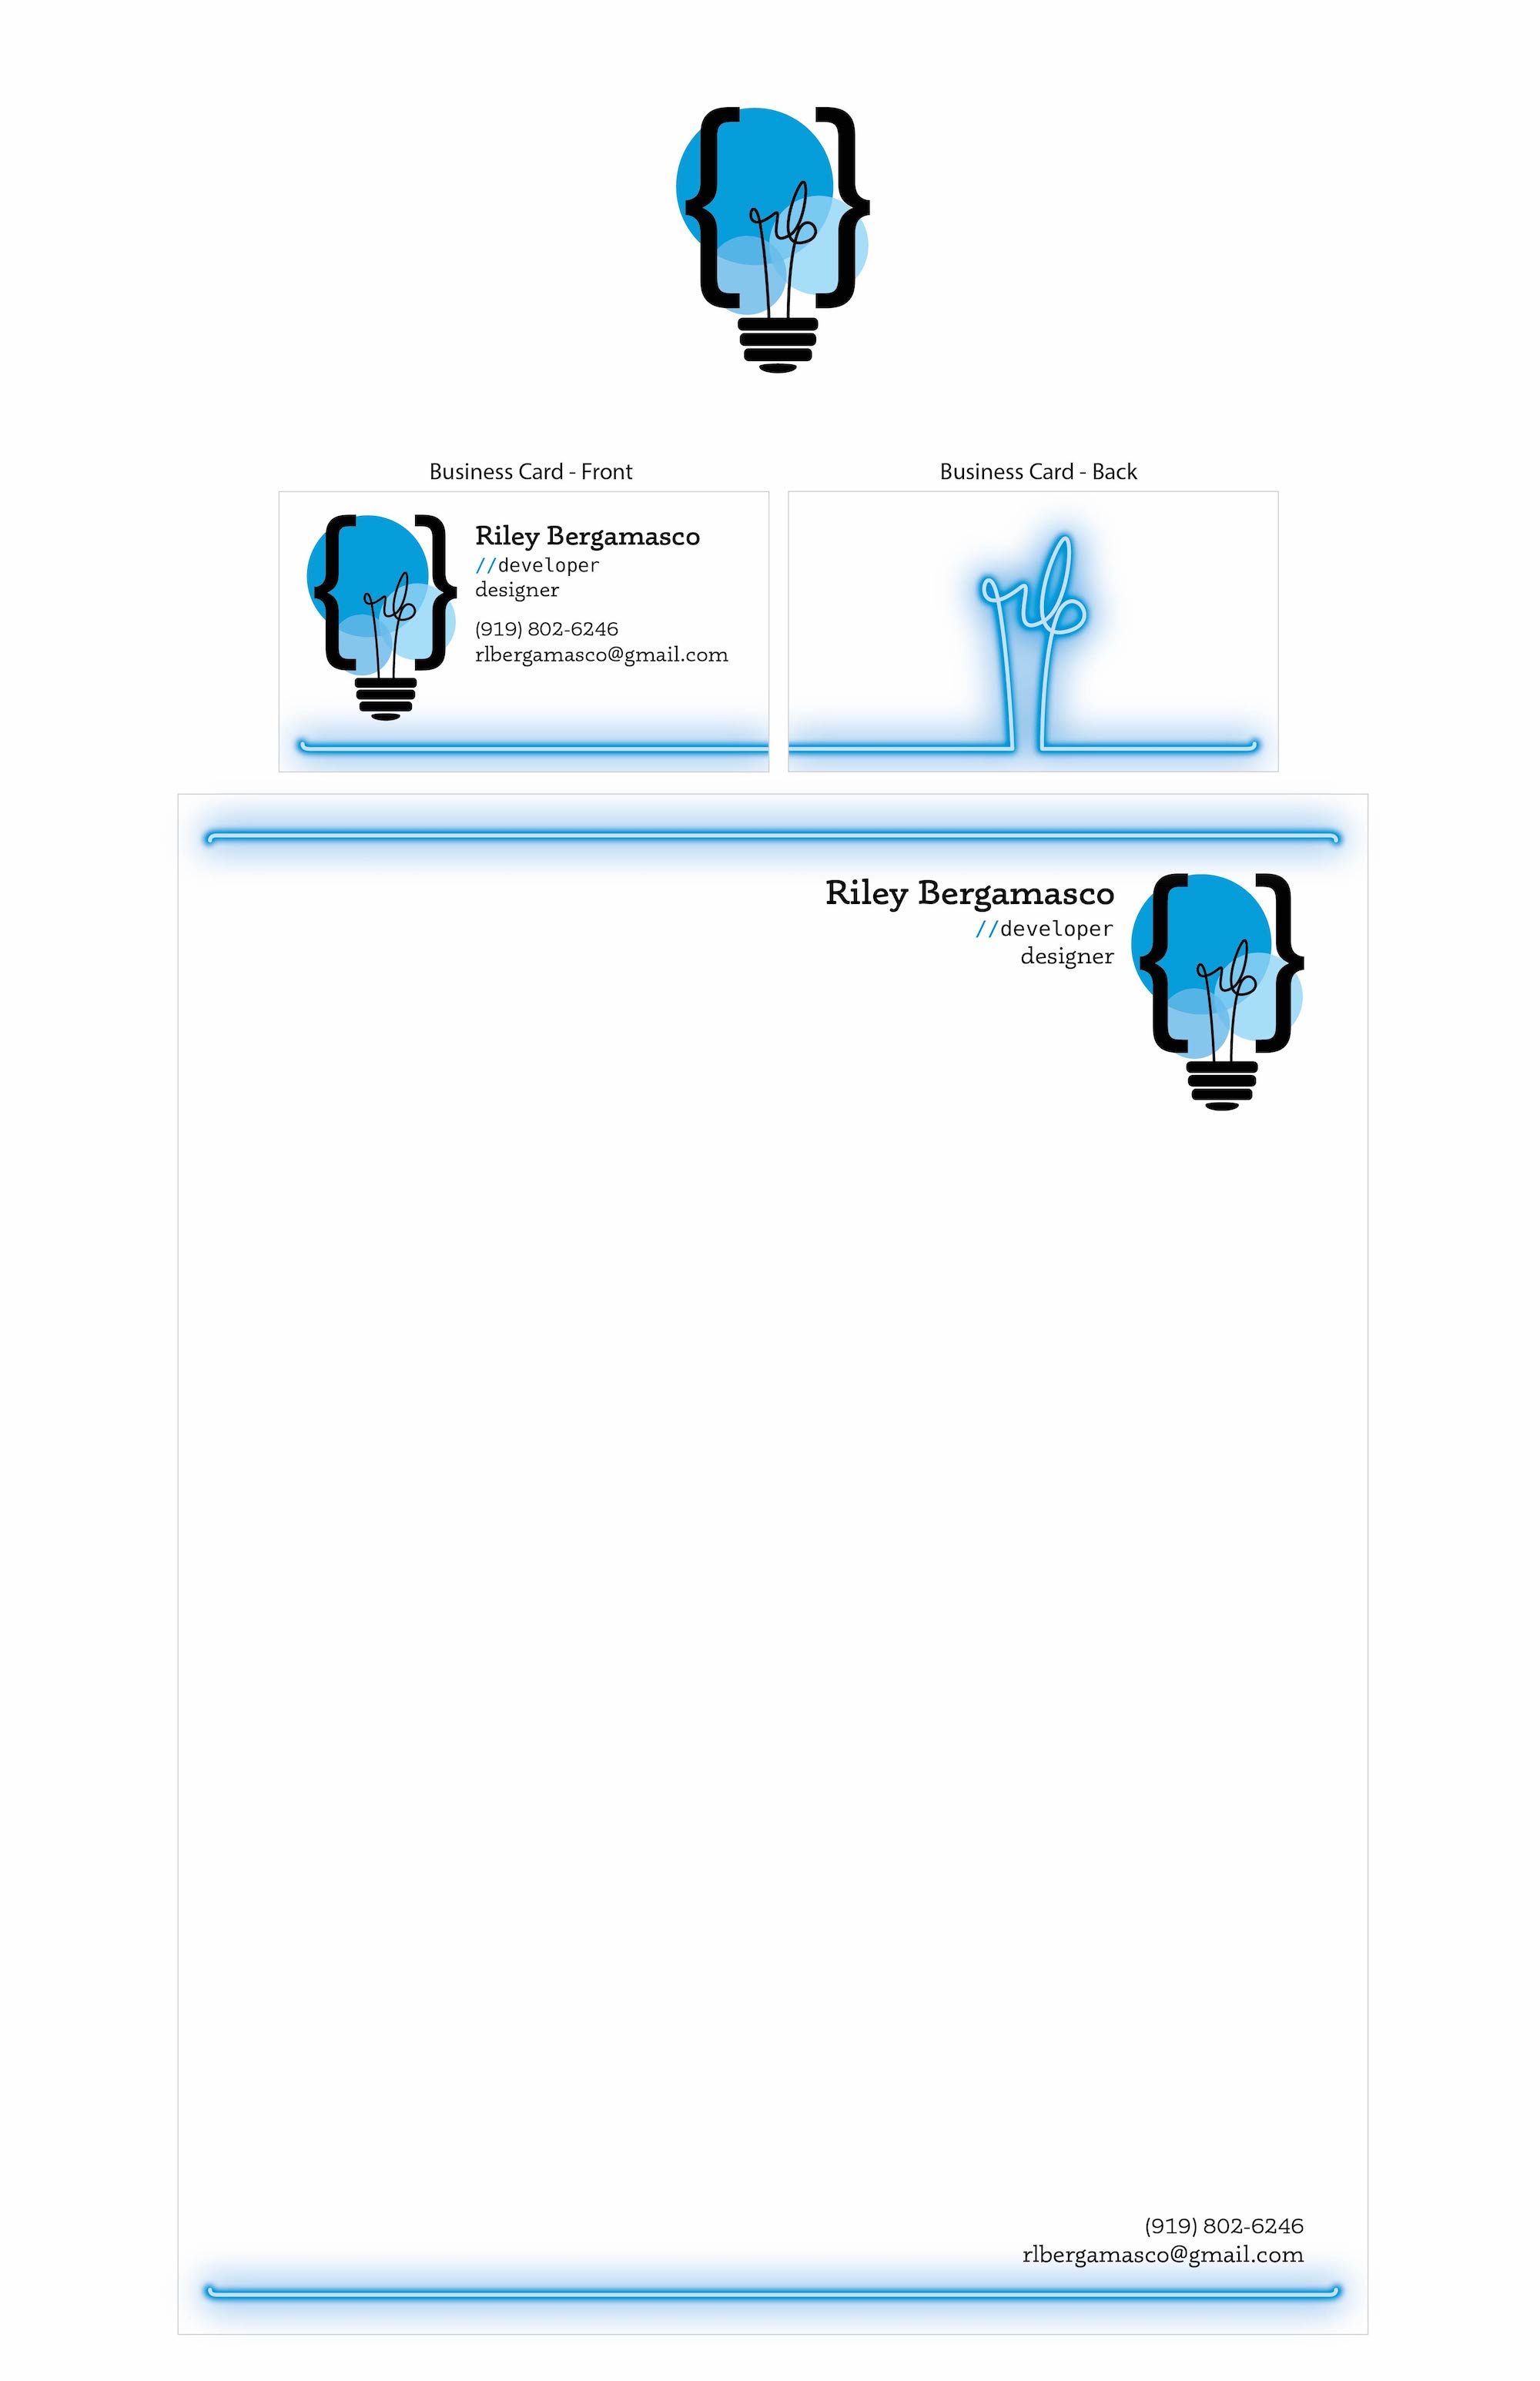 rb
Business Card - Front
Business Card - Back
rb
Riley Bergamasco
//developer
designer
(919) 802-6246
rlbergamasco@gmail.com
rb
Riley Bergamasco
//developer
designer
rb
(919) 802-6246
rlbergamasco@gmail.com